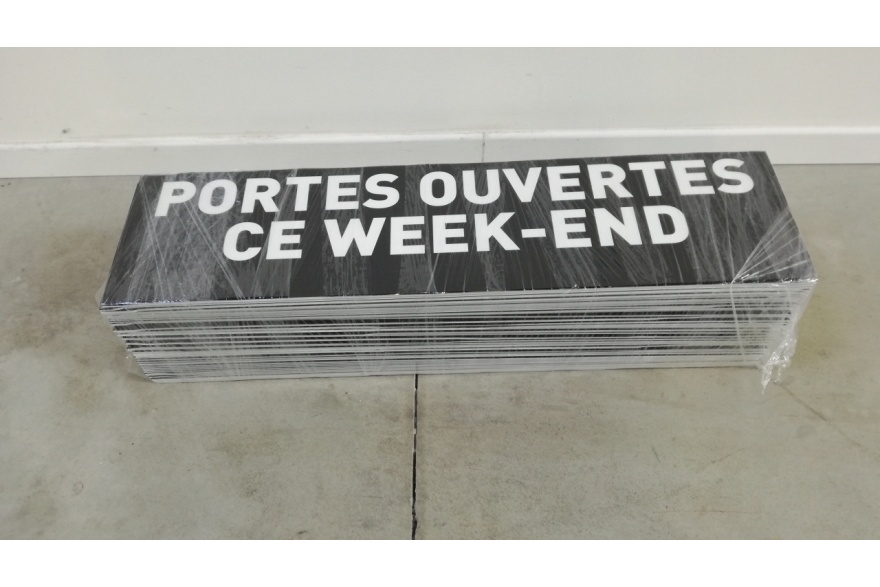 PORTES OUVERTES
CE WEEK-END